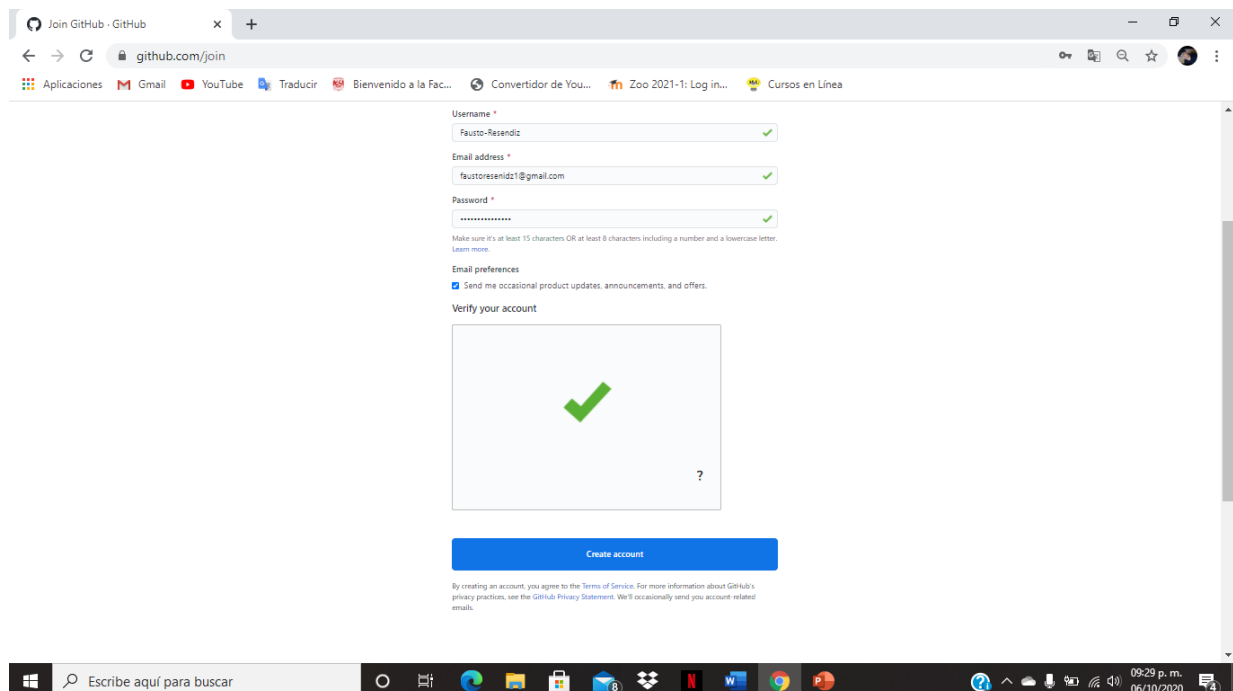 Join GitHub · GitHub
github.com/join
Aplicaciones Gmail YouTube Traducir Bienvenido a la Fac... Convertidor de You... Zoo 2021-1: Log in... Cursos en Línea
Username *
Fausto-Resendiz
Email address *
faustoresenidz1@gmail.com
Password *
•••••••••••••••
Make sure it's at least 15 characters OR at least 8 characters including a number and a lowercase letter.
Learn more.
Email preferences
Send me occasional product updates, announcements, and offers.
Verify your account
?
Create account
By creating an account, you agree to the Terms of Service. For more information about GitHub's
privacy practices, see the GitHub Privacy Statement. We'll occasionally send you account-related
emails.
Escribe aquí para buscar
8
09:29 p. m.
06/10/2020
4